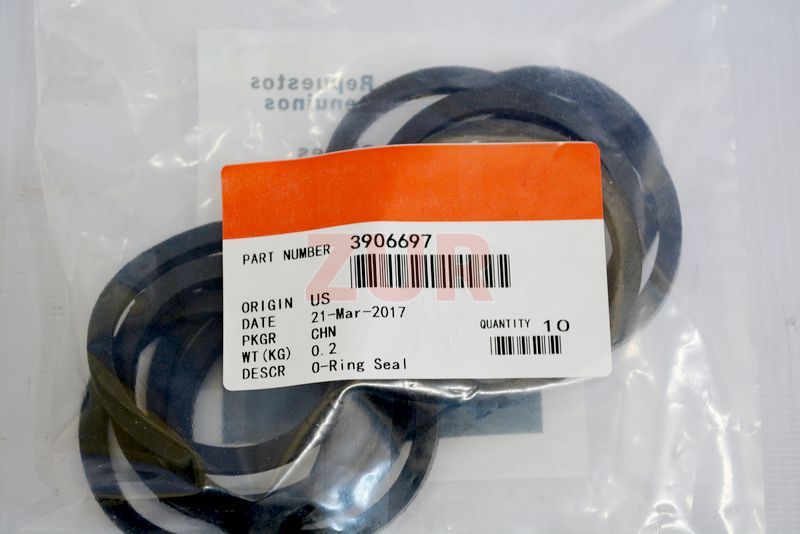 Repuestos
Genuinos
PART NUMBER 3906697
ZUR
ORIGIN US
DATE 21-Mar-2017
PKGR CHN
WT(KG) 0.2
DESCR O-Ring Seal
QUANTITY 10